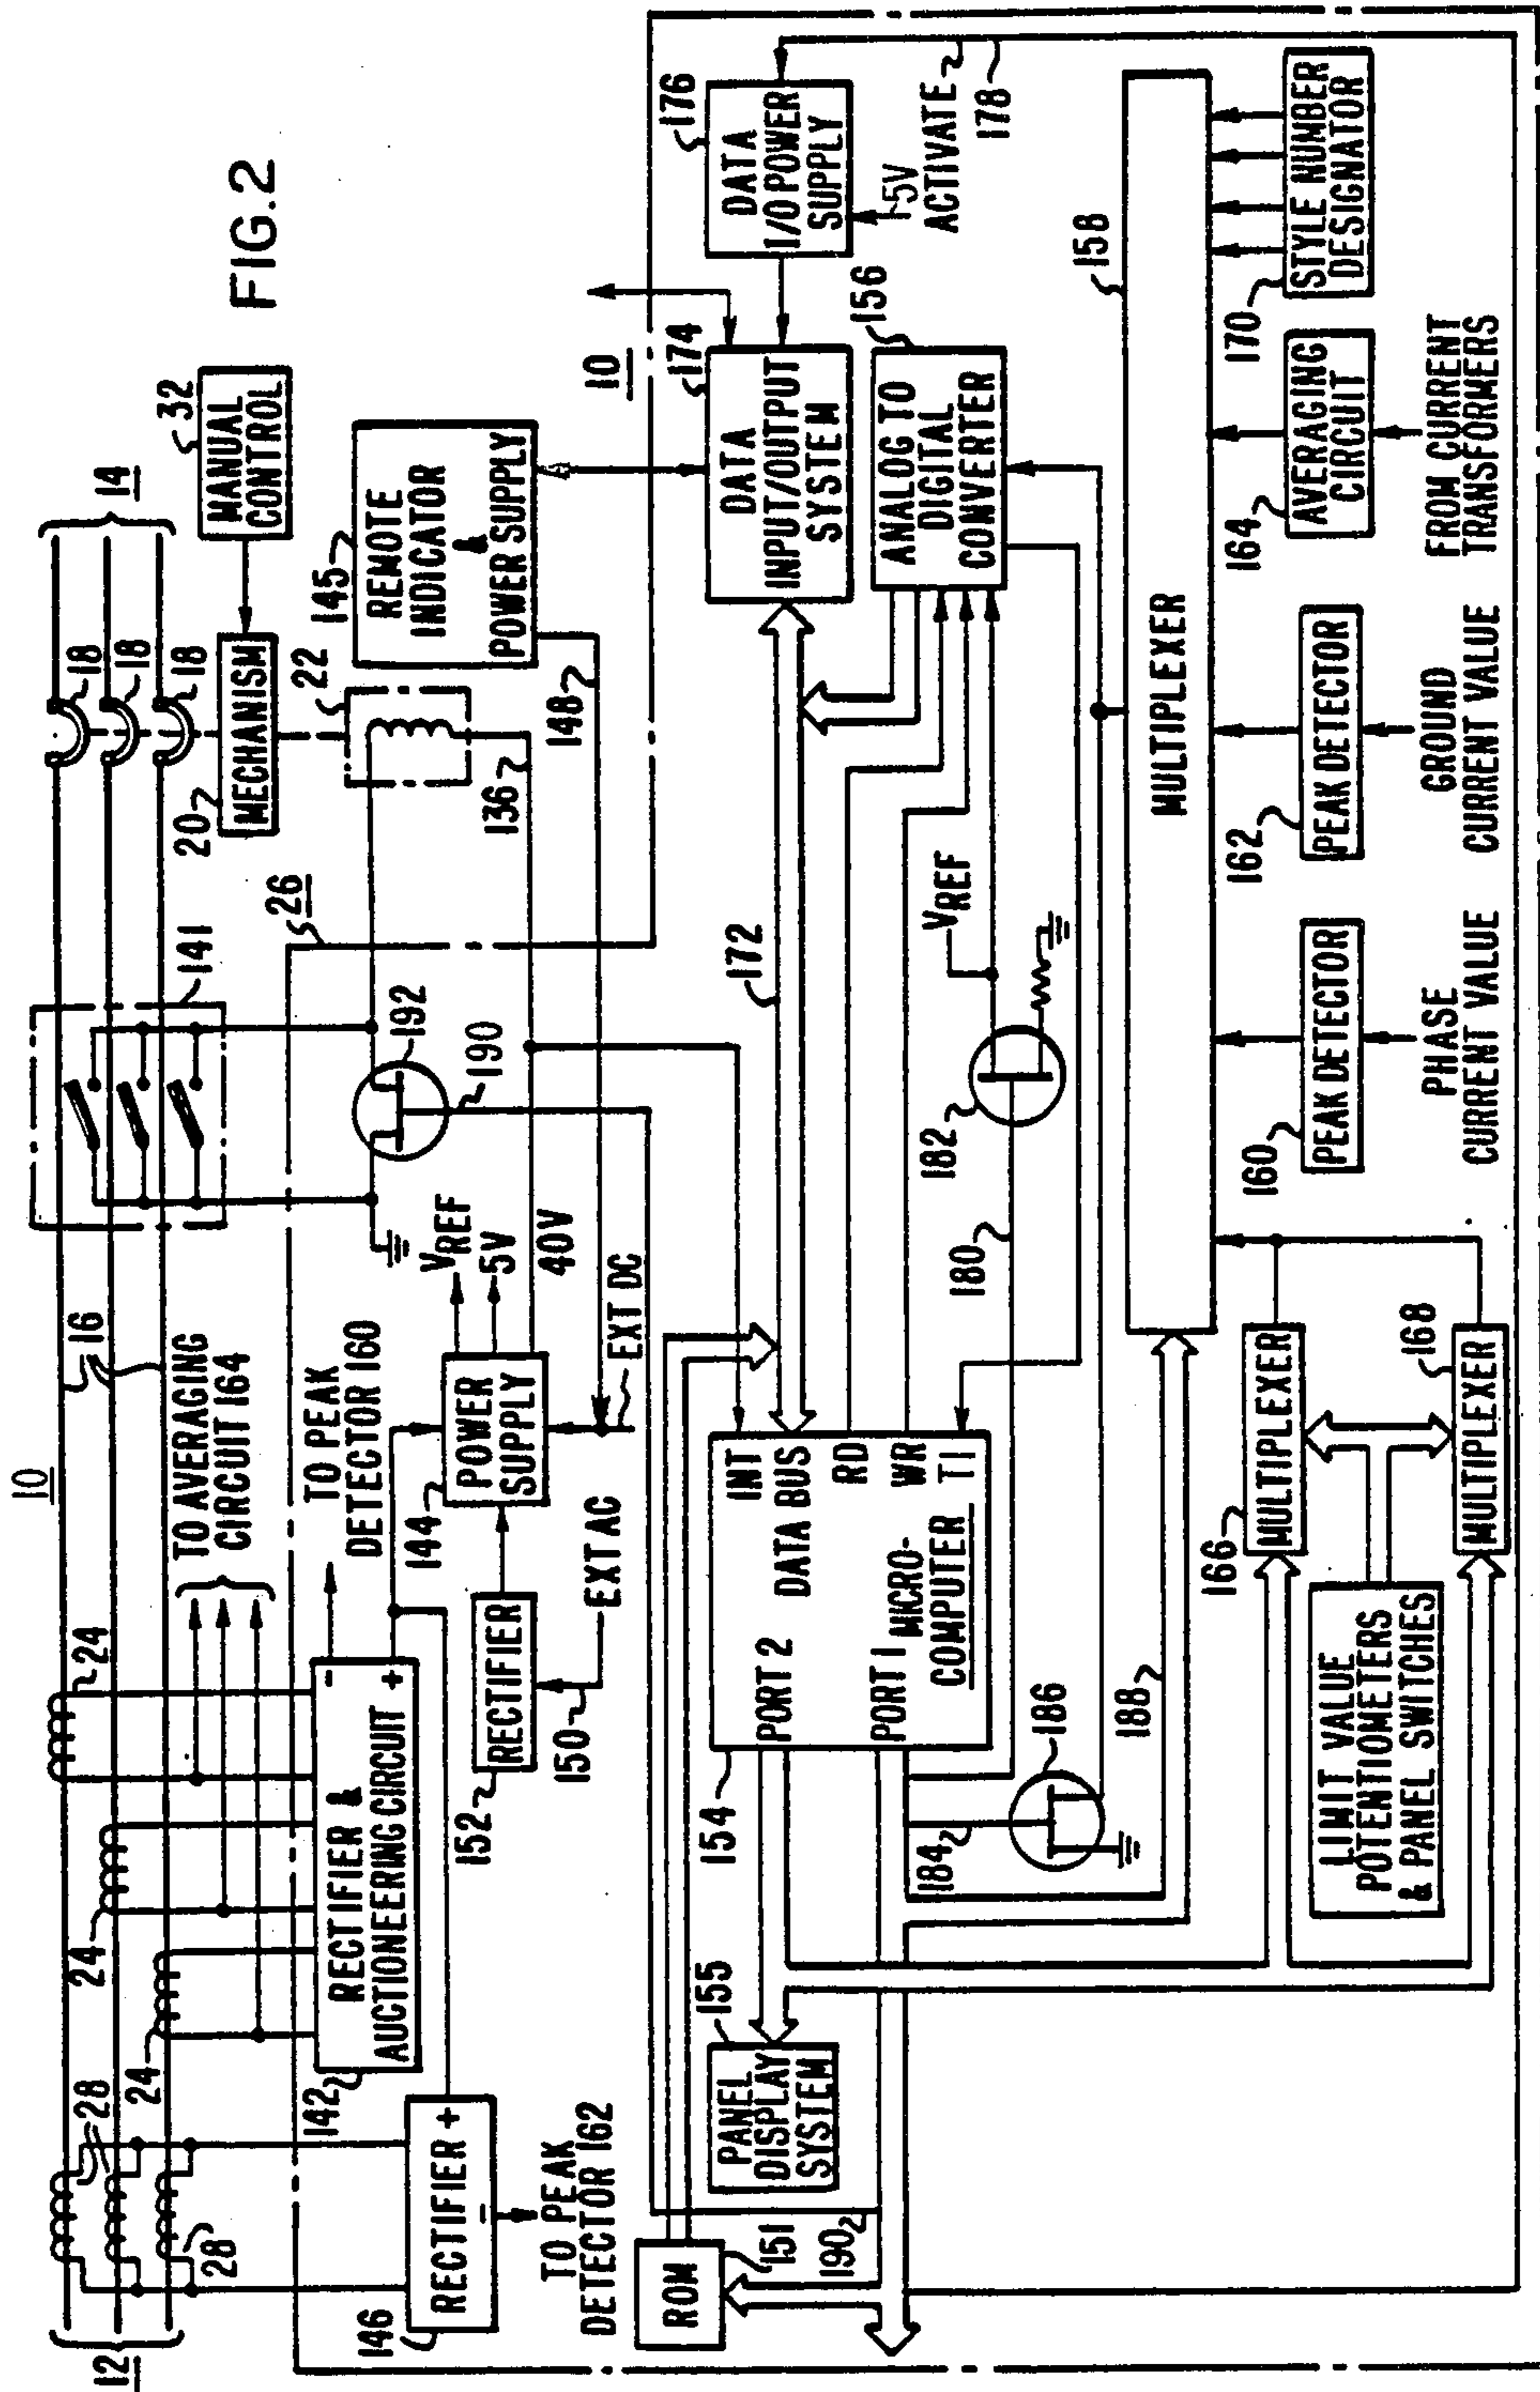 FIG.2
10
12
14
16
18
18
18
28
28
24
24
24
TO AVERAGING
CIRCUIT 164
141
20
MECHANISM
32
MANUAL
CONTROL
22
26
142
RECTIFIER &
AUCTIONEERING CIRCUIT
-
+
TO PEAK
DETECTOR 160
146
RECTIFIER +
-
TO PEAK
DETECTOR 162
144
POWER
SUPPLY
VREF
5V
40V
152
RECTIFIER
150
EXT AC
EXT DC
192
190
136
148
145
REMOTE
INDICATOR
&
POWER SUPPLY
10
ROM
151
190
155
PANEL
DISPLAY
SYSTEM
154
INT
DATA BUS
RD
WR
T1
PORT 2
PORT 1
MICRO-
COMPUTER
172
174
DATA
INPUT/OUTPUT
SYSTEM
176
DATA
I/O POWER
SUPPLY
5V
ACTIVATE
178
156
ANALOG TO
DIGITAL
CONVERTER
VREF
182
180
184
186
188
158
MULTIPLEXER
166
MULTIPLEXER
168
MULTIPLEXER
LIMIT VALUE
POTENTIOMETERS
& PANEL SWITCHES
160
PEAK DETECTOR
PHASE
CURRENT VALUE
162
PEAK DETECTOR
GROUND
CURRENT VALUE
164
AVERAGING
CIRCUIT
FROM CURRENT
TRANSFORMERS
170
STYLE NUMBER
DESIGNATOR